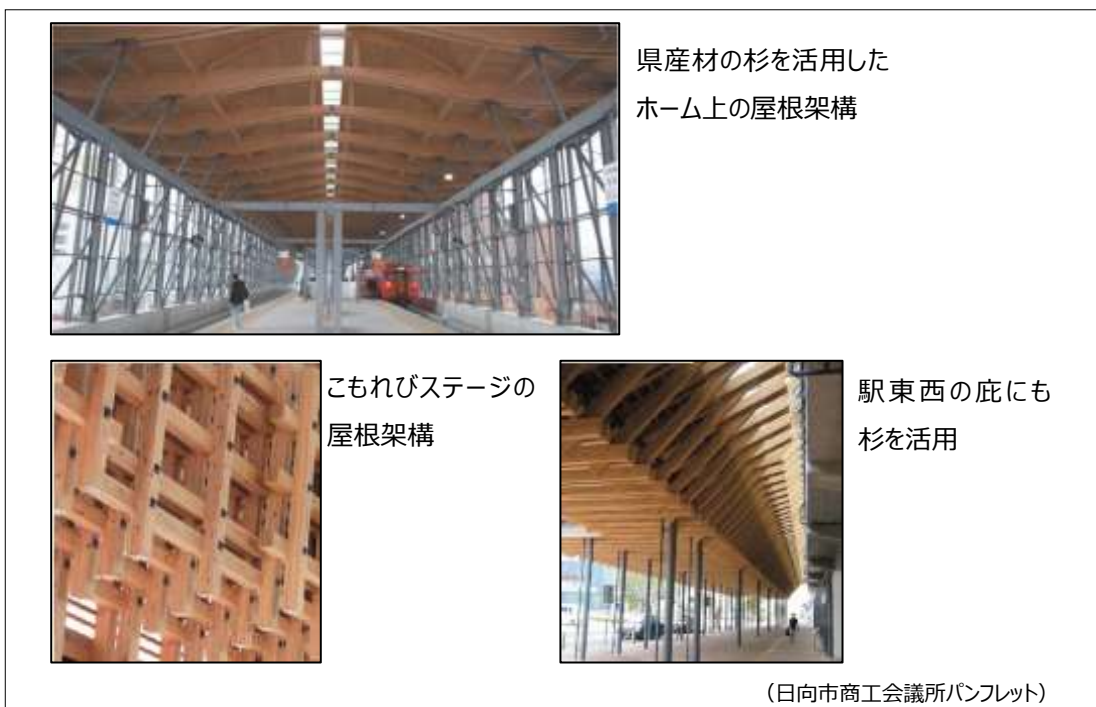 県産材の杉を活用した
ホーム上の屋根架構
こもれびステージの
屋根架構
駅東西の庇にも
杉を活用
（日向市商工会議所パンフレット）